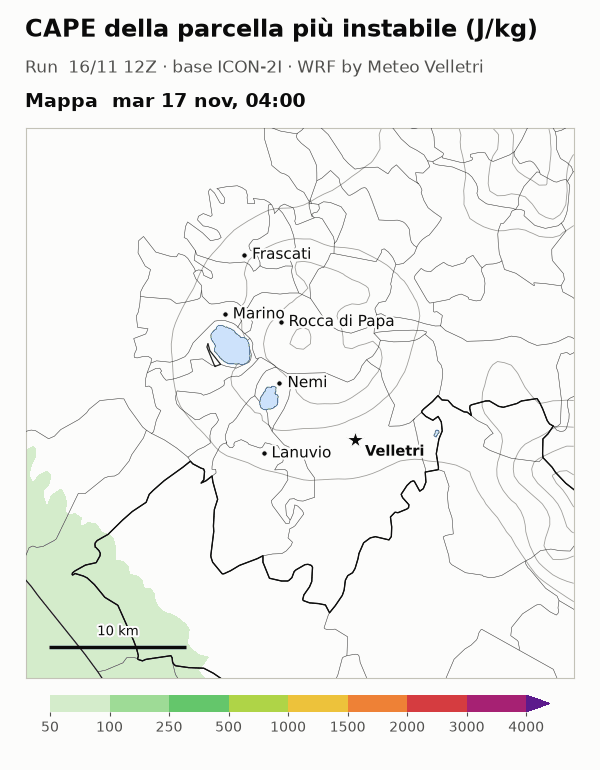 CAPE della parcella più instabile (J/kg)
Run  16/11 12Z · base ICON-2I · WRF by Meteo Velletri
Mappa  mar 17 nov, 04:00
Frascati
Marino
Rocca di Papa
Nemi
Velletri
Lanuvio
10 km
50 100 250 500 1000 1500 2000 3000 4000